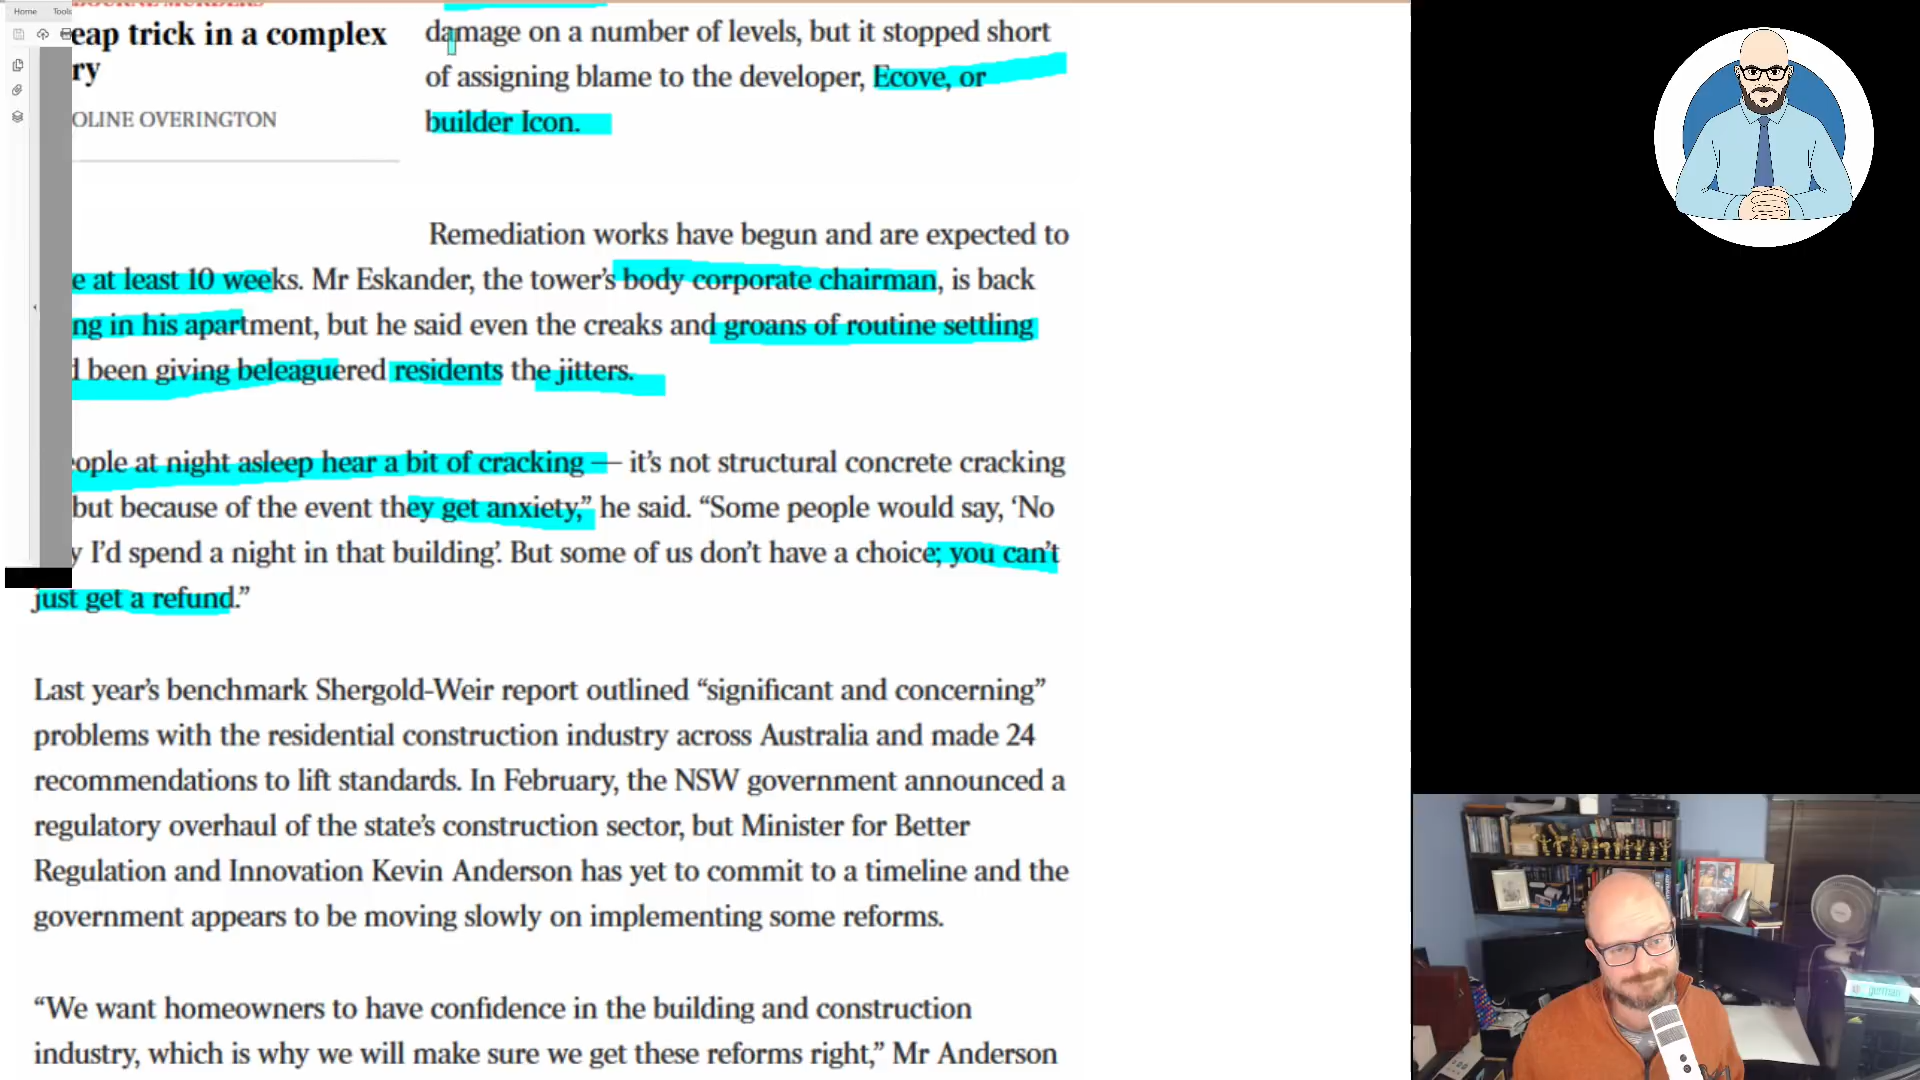 Home Tools
OURNE MURDERS
eap trick in a complex
ry
OLINE OVERINGTON
damage on a number of levels, but it stopped short
of assigning blame to the developer, Ecove, or
builder Icon.
Remediation works have begun and are expected to
e at least 10 weeks. Mr Eskander, the tower’s body corporate chairman, is back
ng in his apartment, but he said even the creaks and groans of routine settling
d been giving beleaguered residents the jitters.
eople at night asleep hear a bit of cracking — it’s not structural concrete cracking
but because of the event they get anxiety,” he said. “Some people would say, ‘No
y I’d spend a night in that building’. But some of us don’t have a choice; you can’t
just get a refund.”
Last year’s benchmark Shergold-Weir report outlined “significant and concerning”
problems with the residential construction industry across Australia and made 24
recommendations to lift standards. In February, the NSW government announced a
regulatory overhaul of the state’s construction sector, but Minister for Better
Regulation and Innovation Kevin Anderson has yet to commit to a timeline and the
government appears to be moving slowly on implementing some reforms.
“We want homeowners to have confidence in the building and construction
industry, which is why we will make sure we get these reforms right,” Mr Anderson
german